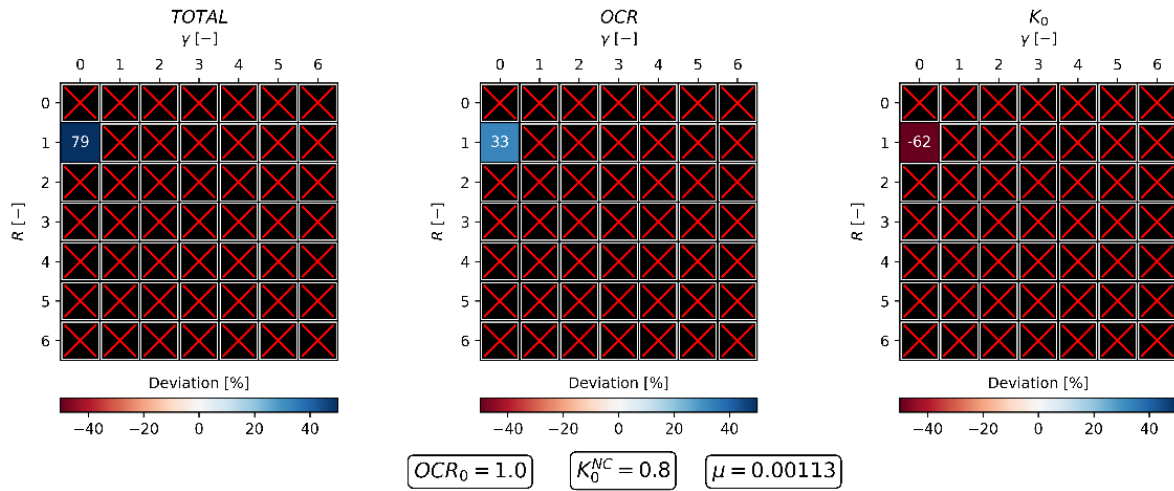 TOTAL OCR K₀
γ [−] γ [−] γ [−]
0 1 2 3 4 5 6 0 1 2 3 4 5 6 0 1 2 3 4 5 6
0 0 0
1 79 1 33 1 -62
2 2 2
R [−] 3 R [−] 3 R [−] 3
4 4 4
5 5 5
6 6 6
Deviation [%] Deviation [%] Deviation [%]
−40 −20 0 20 40 −40 −20 0 20 40 −40 −20 0 20 40
OCR₀ = 1.0 K₀ᴺᶜ = 0.8 μ = 0.00113